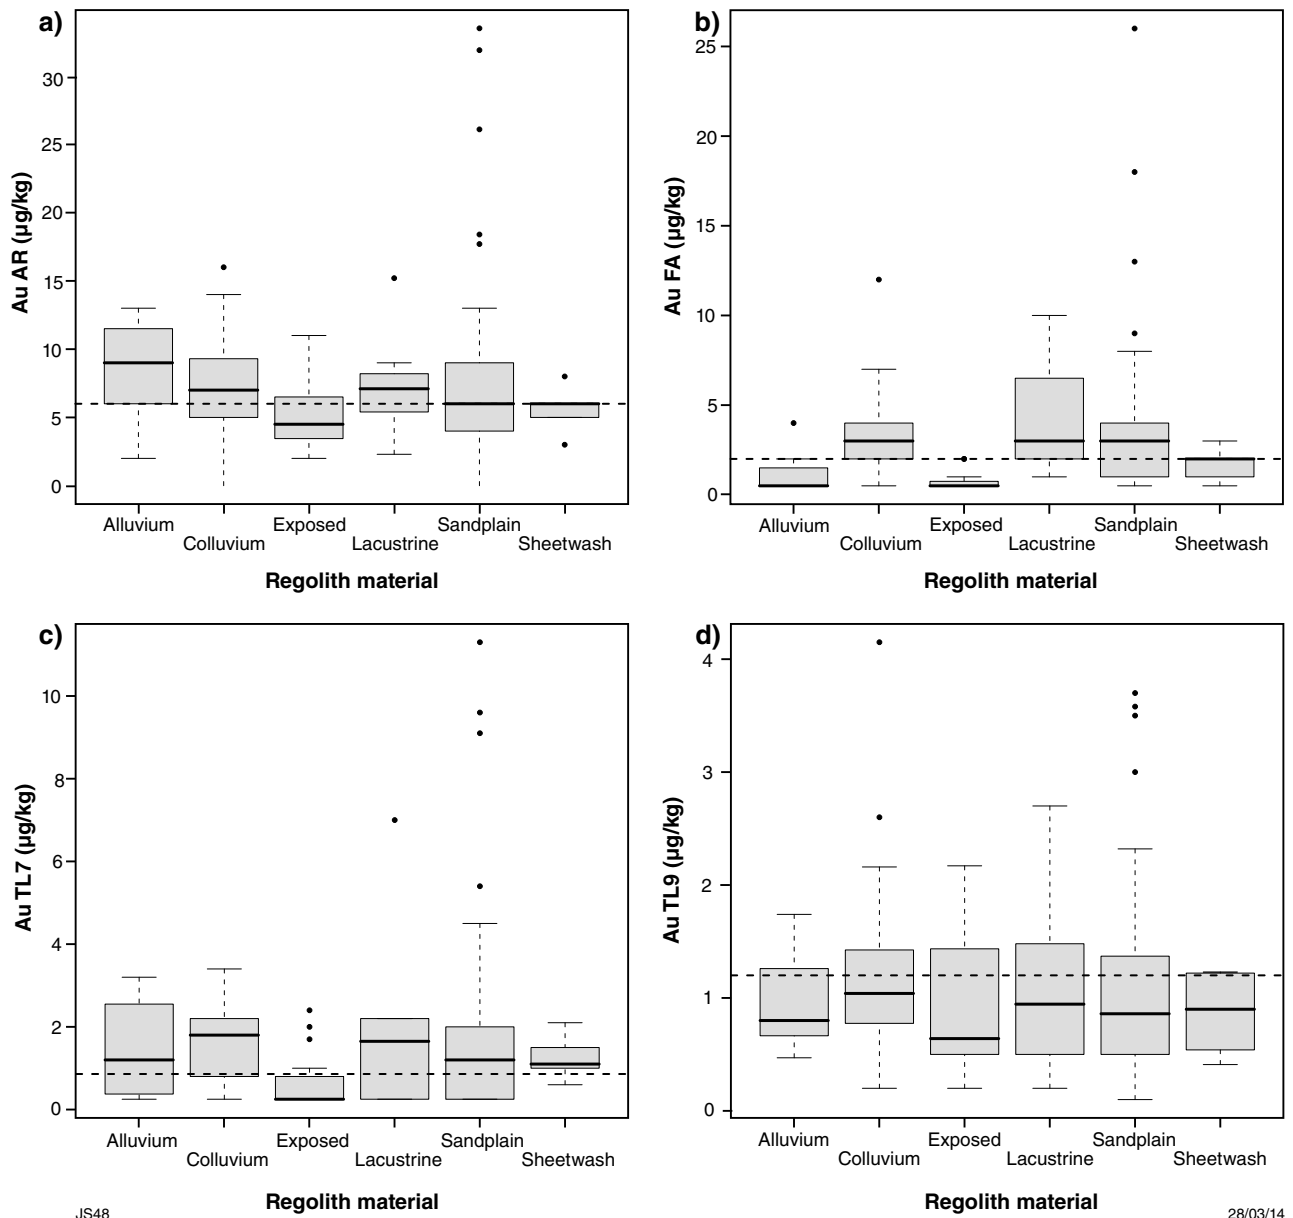 a)
Au AR (µg/kg)
30
25
20
15
10
5
0
Alluvium
Colluvium
Exposed
Lacustrine
Sandplain
Sheetwash
Regolith material
b)
Au FA (µg/kg)
25
20
15
10
5
0
Alluvium
Colluvium
Exposed
Lacustrine
Sandplain
Sheetwash
Regolith material
c)
Au TL7 (µg/kg)
10
8
6
4
2
0
Alluvium
Colluvium
Exposed
Lacustrine
Sandplain
Sheetwash
Regolith material
d)
Au TL9 (µg/kg)
4
3
2
1
0
Alluvium
Colluvium
Exposed
Lacustrine
Sandplain
Sheetwash
Regolith material
JS48
28/03/14